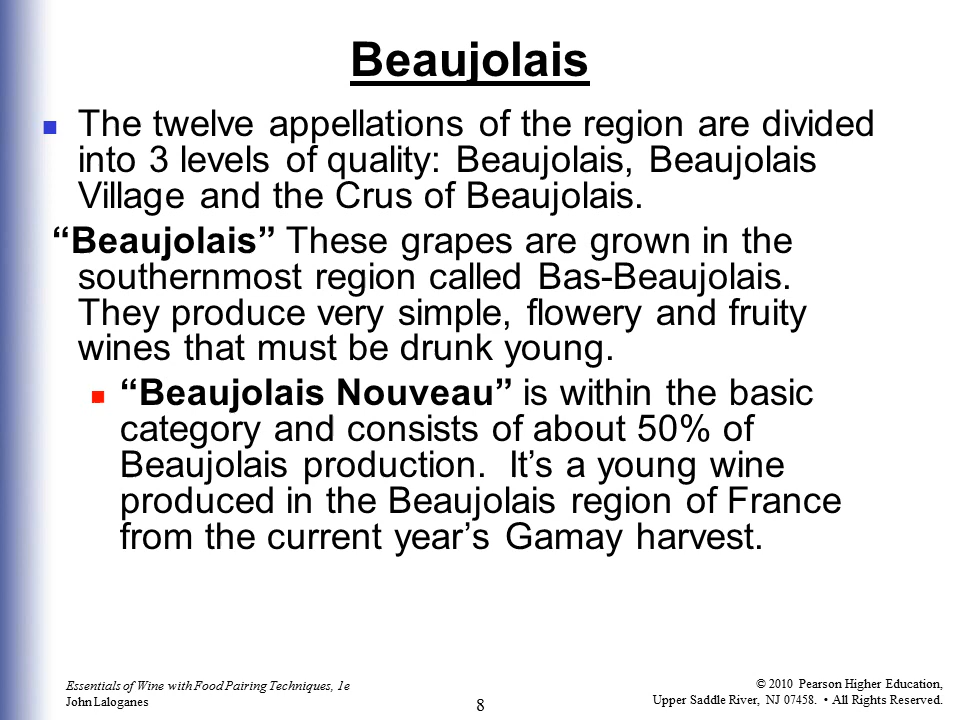 Beaujolais
The twelve appellations of the region are divided
into 3 levels of quality: Beaujolais, Beaujolais
Village and the Crus of Beaujolais.
“Beaujolais” These grapes are grown in the
southernmost region called Bas-Beaujolais.
They produce very simple, flowery and fruity
wines that must be drunk young.
“Beaujolais Nouveau” is within the basic
category and consists of about 50% of
Beaujolais production. It’s a young wine
produced in the Beaujolais region of France
from the current year’s Gamay harvest.
Essentials of Wine with Food Pairing Techniques, 1e
John Laloganes
8
© 2010 Pearson Higher Education,
Upper Saddle River, NJ 07458. • All Rights Reserved.